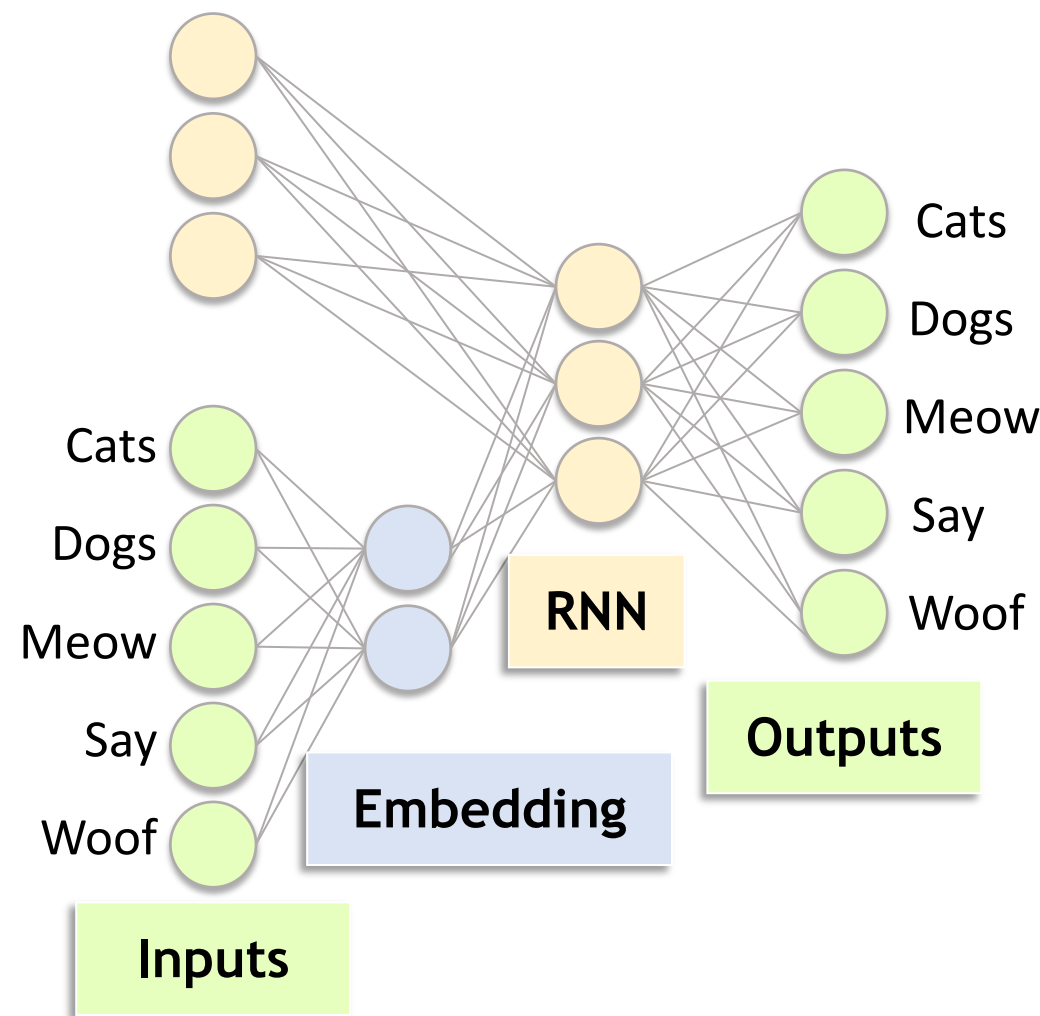 Cats
Dogs
Meow
Say
Woof
Inputs
Embedding
RNN
Cats
Dogs
Meow
Say
Woof
Outputs